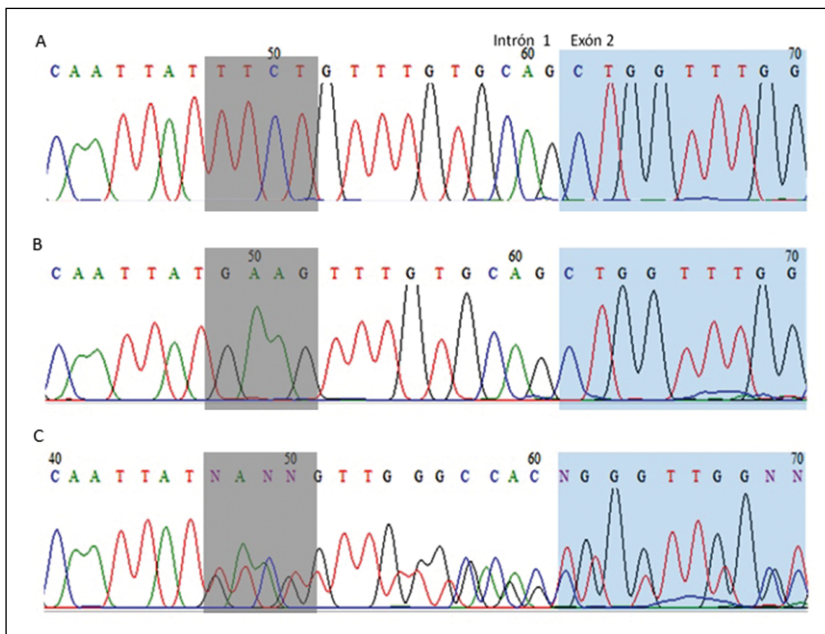 A Intrón 1 Exón 2
50 60 70
C A A T T A T T T C T G T T T G T G C A G C T G G T T T G G
B
50 60 70
C A A T T A T G A A G T T T G T G C A G C T G G T T T G G
C
40 50 60 70
C A A T T A T N A N N G T T G G G C C A C N G G G T T G G N N